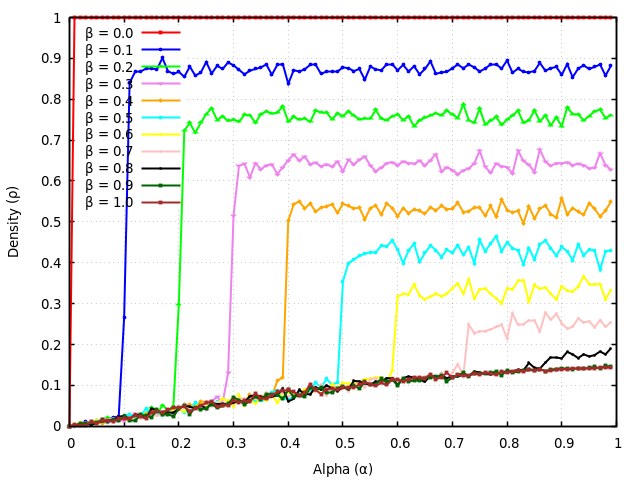 1
0.9
0.8
0.7
0.6
0.5
0.4
0.3
0.2
0.1
0
Density (ρ)
β = 0.0
β = 0.1
β = 0.2
β = 0.3
β = 0.4
β = 0.5
β = 0.6
β = 0.7
β = 0.8
β = 0.9
β = 1.0
0 0.1 0.2 0.3 0.4 0.5 0.6 0.7 0.8 0.9 1
Alpha (α)